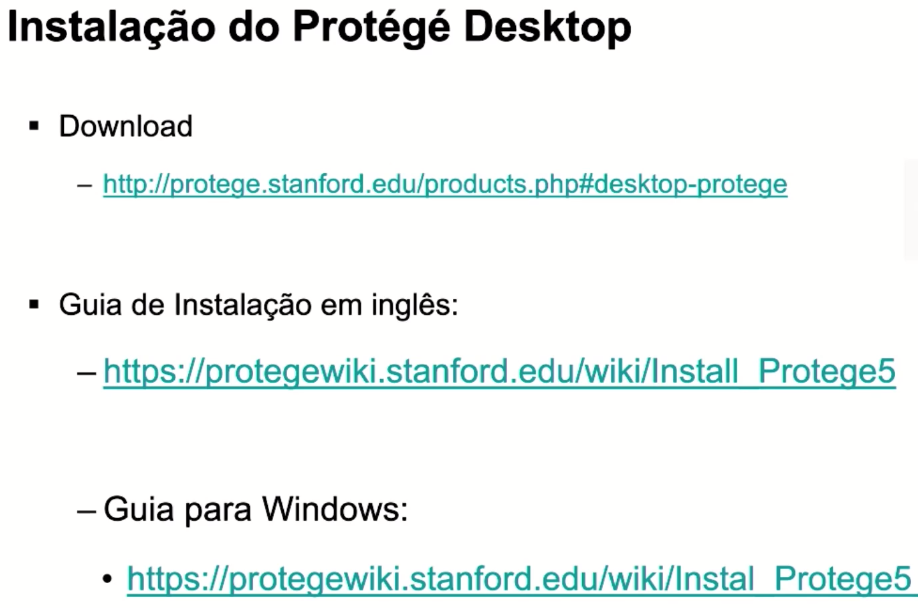 Instalação do Protégé Desktop
▪ Download
– http://protege.stanford.edu/products.php#desktop-protege
▪ Guia de Instalação em inglês:
– https://protegewiki.stanford.edu/wiki/Install_Protege5
– Guia para Windows:
• https://protegewiki.stanford.edu/wiki/Instal_Protege5